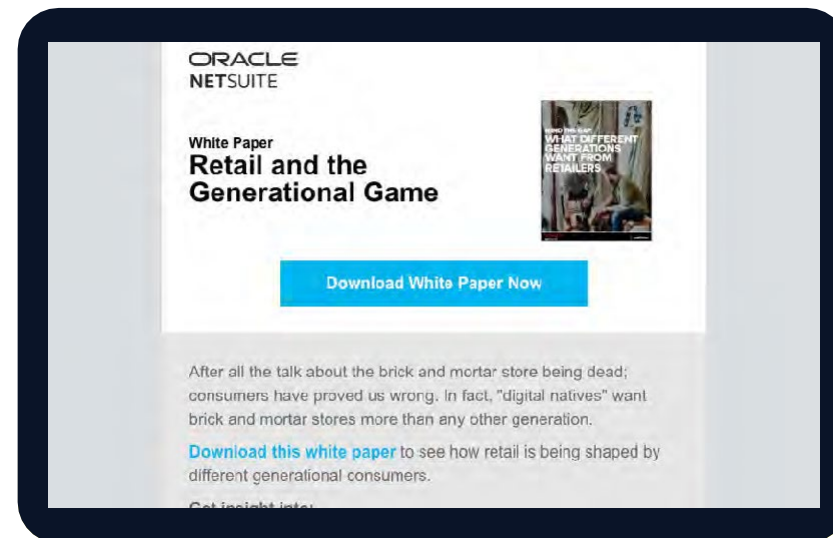 ORACLE
NETSUITE
White Paper
Retail and the
Generational Game
WHAT DIFFERENT
GENERATIONS
WANT FROM
RETAILERS
Download White Paper Now
After all the talk about the brick and mortar store being dead;
consumers have proved us wrong. In fact, "digital natives" want
brick and mortar stores more than any other generation.
Download this white paper to see how retail is being shaped by
different generational consumers.
Get insight into: